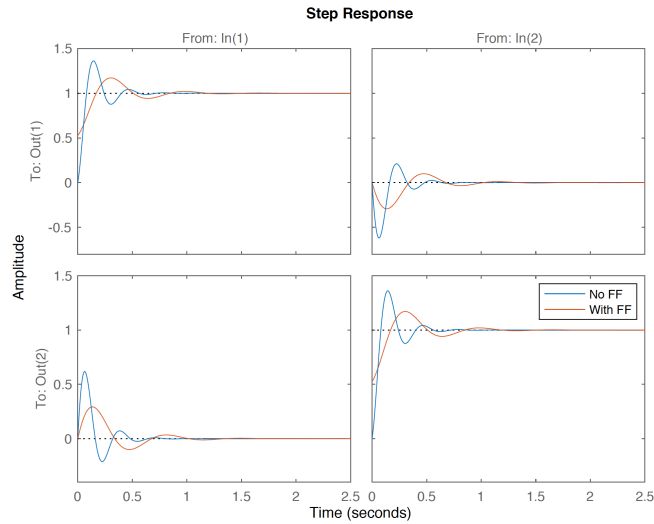 Step Response
From: In(1)
From: In(2)
1.5
1
0.5
0
-0.5
To: Out(1)
Amplitude
1.5
1
0.5
0
To: Out(2)
No FF
With FF
0 0.5 1 1.5 2 2.5
0 0.5 1 1.5 2 2.5
Time (seconds)